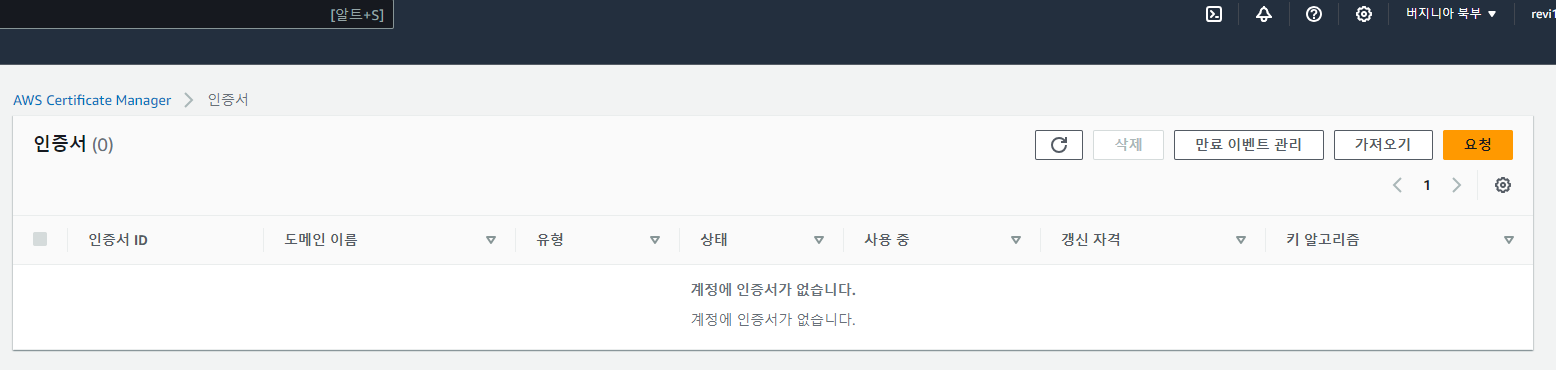 [알트+S]
버지니아 북부
AWS Certificate Manager
인증서
인증서 (0)
삭제
만료 이벤트 관리
가져오기
요청
1
인증서 ID
도메인 이름
유형
상태
사용 중
갱신 자격
키 알고리즘
계정에 인증서가 없습니다.
계정에 인증서가 없습니다.